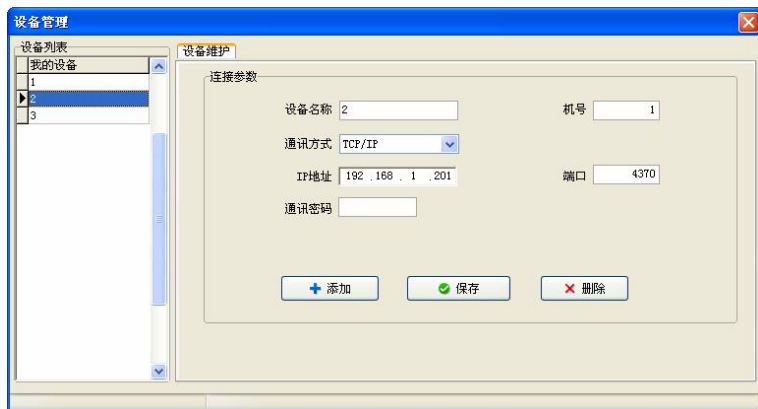 设备管理
设备列表
我的设备
1
2
3
设备维护
连接参数
设备名称 2 机号 1
通讯方式 TCP/IP
IP地址 192 .168 . 1 .201 端口 4370
通讯密码
添加 保存 删除